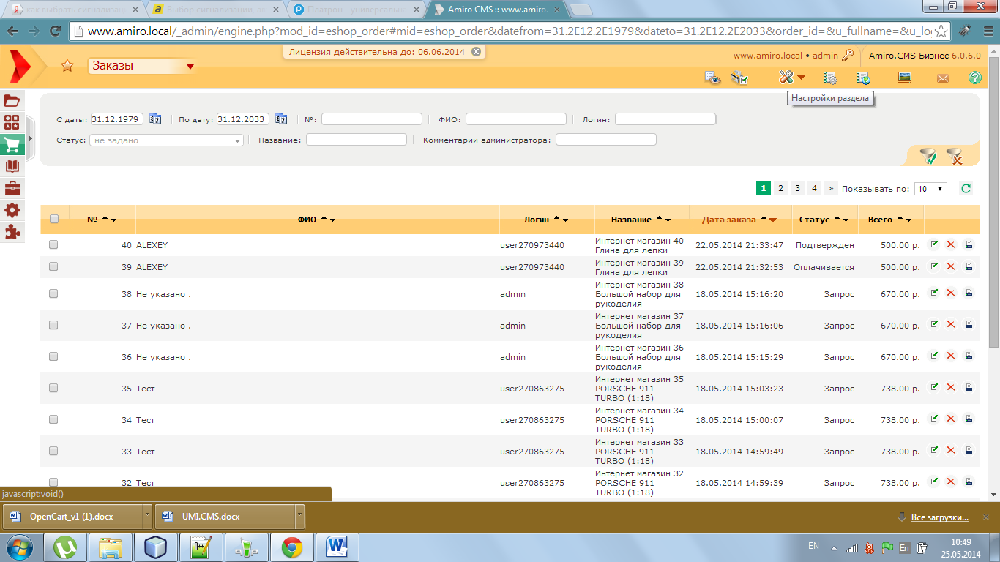 как выбрать сигнализаци
Выбор сигнализации, ал
Платрон - универсальн
Amiro CMS :: www.amiro.
www.amiro.local/_admin/engine.php?mod_id=eshop_order#mid=eshop_order&datefrom=31.2E12.2E1979&dateto=31.2E12.2E2033&order_id=&u_fullname=&u_lo
Лицензия действительна до: 06.06.2014
www.amiro.local • admin
Amiro.CMS Бизнес 6.0.6.0
Заказы
Настройки раздела
С даты: 31.12.1979 По дату: 31.12.2033 №: ФИО: Логин:
Статус: не задано Название: Комментарии администратора:
1 2 3 4 » Показывать по: 10
№ ФИО Логин Название Дата заказа Статус Всего
40 ALEXEY user270973440 Интернет магазин 40 Глина для лепки 22.05.2014 21:33:47 Подтвержден 500.00 р.
39 ALEXEY user270973440 Интернет магазин 39 Глина для лепки 22.05.2014 21:32:53 Оплачивается 500.00 р.
38 Не указано . admin Интернет магазин 38 Большой набор для рукоделия 18.05.2014 15:16:20 Запрос 670.00 р.
37 Не указано . admin Интернет магазин 37 Большой набор для рукоделия 18.05.2014 15:16:06 Запрос 670.00 р.
36 Не указано . admin Интернет магазин 36 Большой набор для рукоделия 18.05.2014 15:15:29 Запрос 670.00 р.
35 Тест user270863275 Интернет магазин 35 PORSCHE 911 TURBO (1:18) 18.05.2014 15:03:23 Запрос 738.00 р.
34 Тест user270863275 Интернет магазин 34 PORSCHE 911 TURBO (1:18) 18.05.2014 15:00:07 Запрос 738.00 р.
33 Тест user270863275 Интернет магазин 33 PORSCHE 911 TURBO (1:18) 18.05.2014 14:59:49 Запрос 738.00 р.
32 Тест user270863275 Интернет магазин 32 PORSCHE 911 TURBO (1:18) 18.05.2014 14:59:39 Запрос 738.00 р.
javascript:void()
OpenCart_v1 (1).docx
UMI.CMS.docx
Все загрузки...
EN
En
10:49
25.05.2014